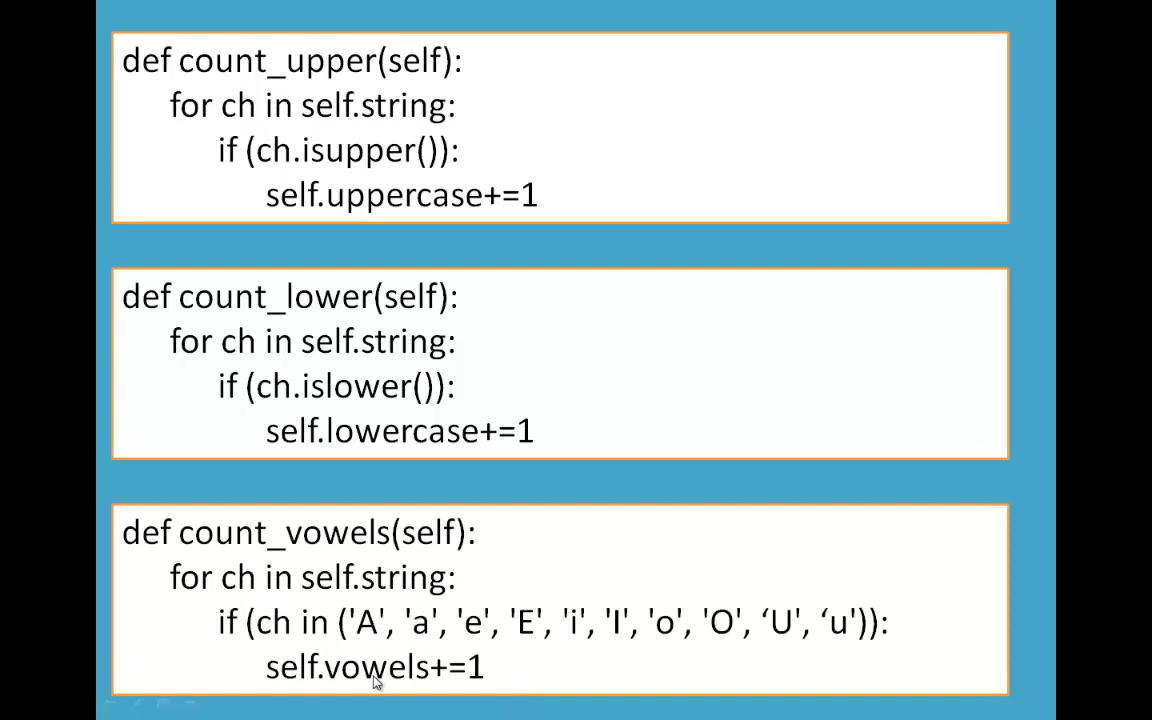 def count_upper(self):
for ch in self.string:
if (ch.isupper()):
self.uppercase+=1
def count_lower(self):
for ch in self.string:
if (ch.islower()):
self.lowercase+=1
def count_vowels(self):
for ch in self.string:
if (ch in ('A', 'a', 'e', 'E', 'i', 'I', 'o', 'O', ‘U', ‘u')):
self.vowels+=1